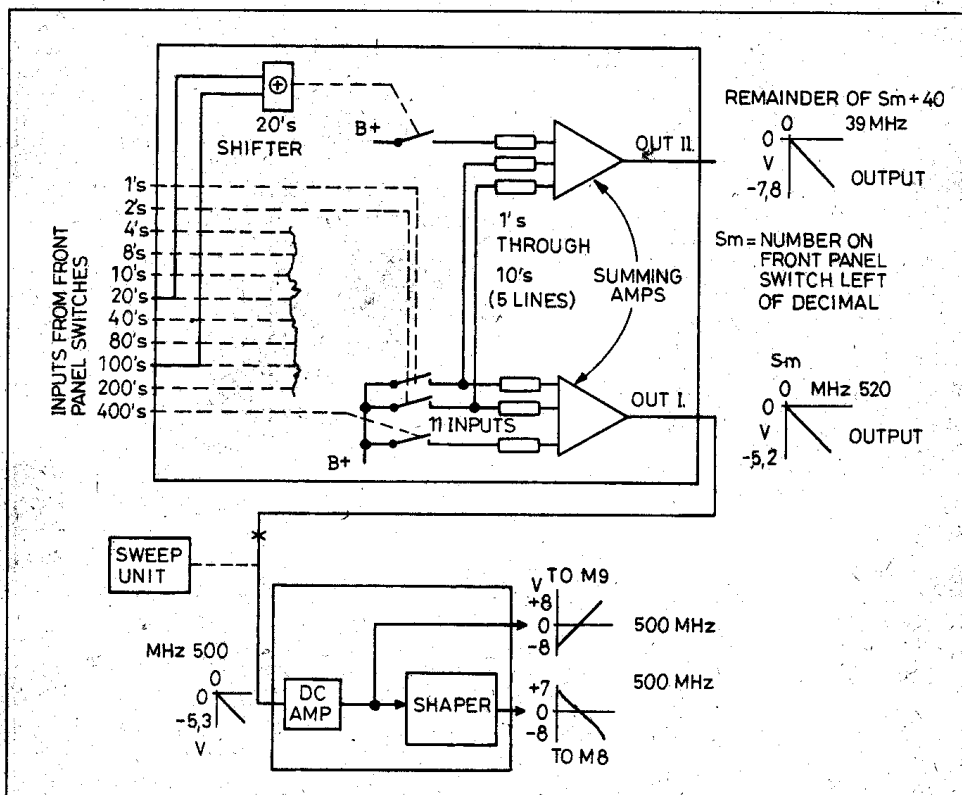 20's
SHIFTER
B+
OUT II.
REMAINDER OF Sm+40
0
39 MHz
0
V
-7,8
OUTPUT
INPUTS FROM FRONT
PANEL SWITCHES
1's
2's
4's
8's
10's
20's
40's
80's
100's
200's
400's
1's
THROUGH
10's
(5 LINES)
SUMMING
AMPS
Sm= NUMBER ON
FRONT PANEL
SWITCH LEFT
OF DECIMAL
11 INPUTS
B+
OUT I.
Sm
0
MHz 520
0
V
-5,2
OUTPUT
SWEEP
UNIT
MHz 500
0
0
-5,3
V
DC
AMP
SHAPER
V TO M9
+8
0
-8
500 MHz
+7
0
-8
500 MHz
TO M8